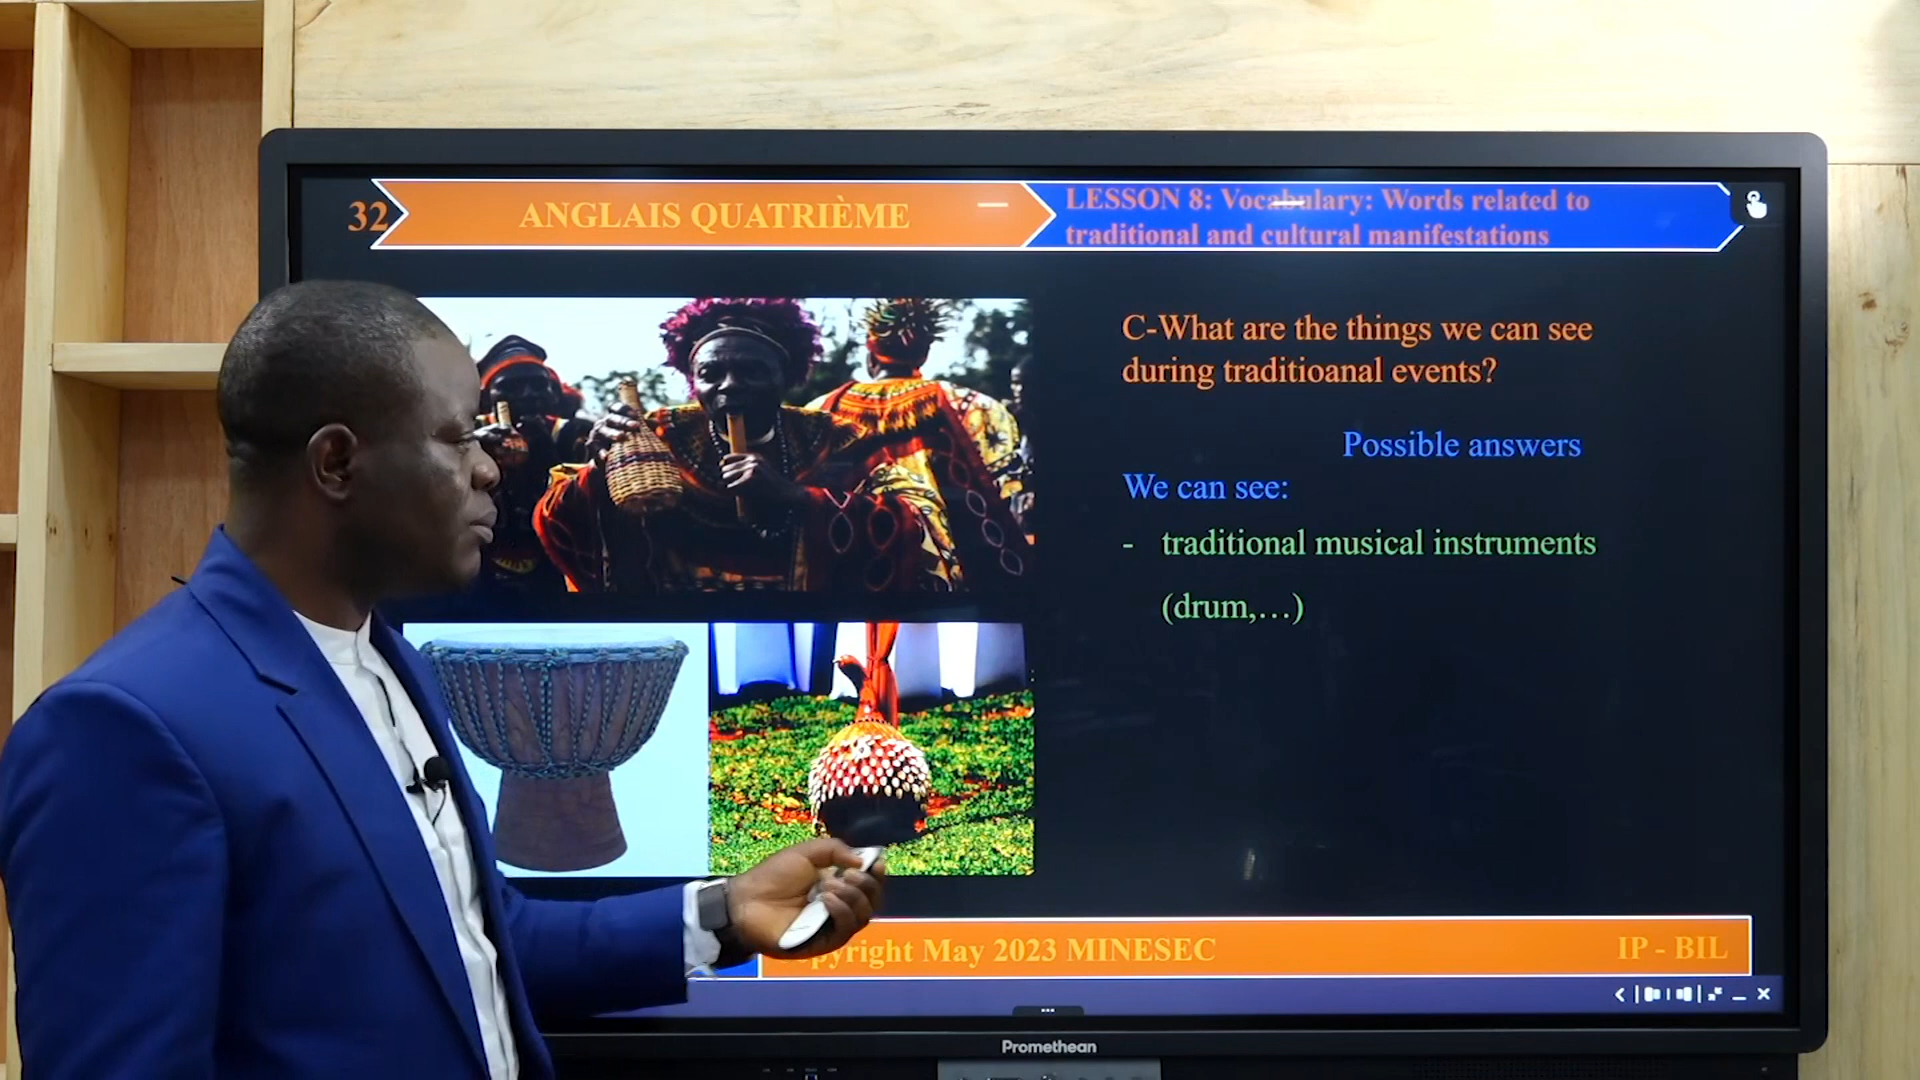 32
ANGLAIS QUATRIÈME
LESSON 8: Vocabulary: Words related to
traditional and cultural manifestations
C-What are the things we can see
during traditioanal events?
Possible answers
We can see:
- traditional musical instruments
(drum,…)
pyright May 2023 MINESEC
IP - BIL
Promethean